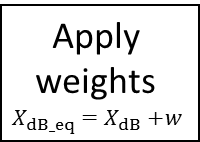 Apply
weights
X_dB_eq = X_dB +w